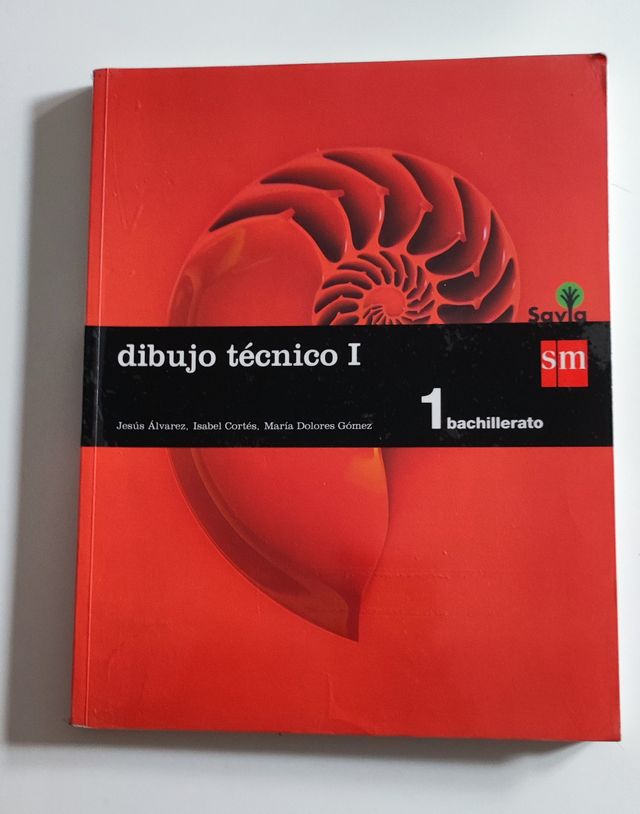 Savia
dibujo técnico I
sm
Jesús Álvarez, Isabel Cortés, María Dolores Gómez
1 bachillerato